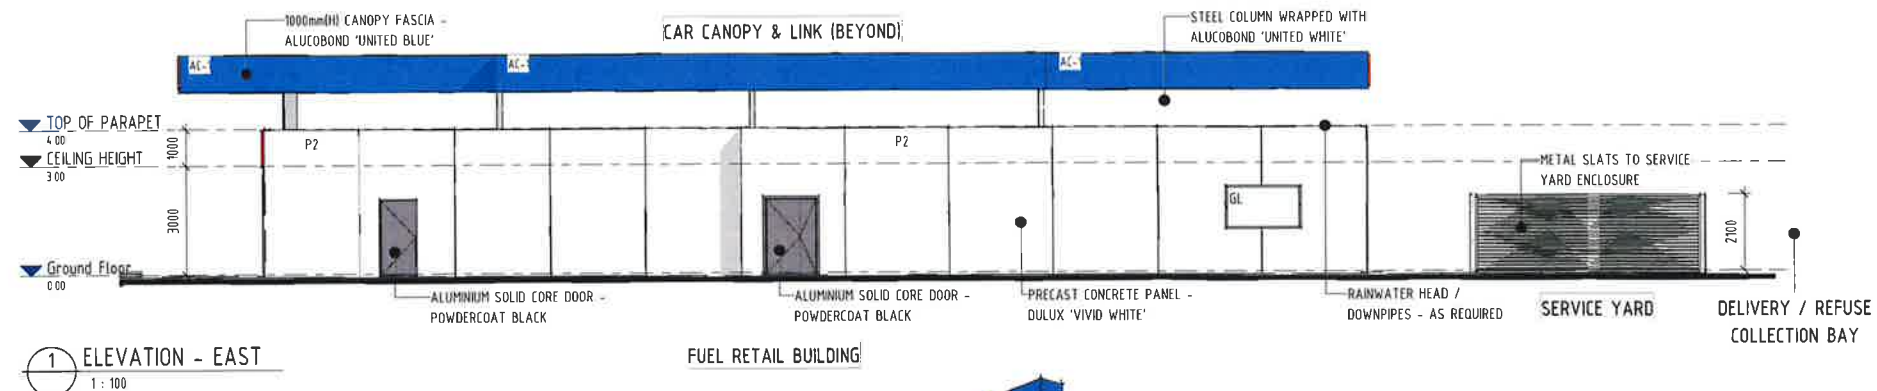 1000mm(H) CANOPY FASCIA -
ALUCOBOND 'UNITED BLUE'
CAR CANOPY & LINK (BEYOND)
STEEL COLUMN WRAPPED WITH
ALUCOBOND 'UNITED WHITE'
AC-1
AC-1
AC-1
TOP OF PARAPET
4 00
CEILING HEIGHT
3 00
1000
3000
P2
P2
GL
METAL SLATS TO SERVICE
YARD ENCLOSURE
2100
Ground Floor
0 00
ALUMINIUM SOLID CORE DOOR -
POWDERCOAT BLACK
ALUMINIUM SOLID CORE DOOR -
POWDERCOAT BLACK
PRECAST CONCRETE PANEL -
DULUX 'VIVID WHITE'
RAINWATER HEAD /
DOWNPIPES - AS REQUIRED
SERVICE YARD
DELIVERY / REFUSE
COLLECTION BAY
1 ELEVATION - EAST
1 : 100
FUEL RETAIL BUILDING